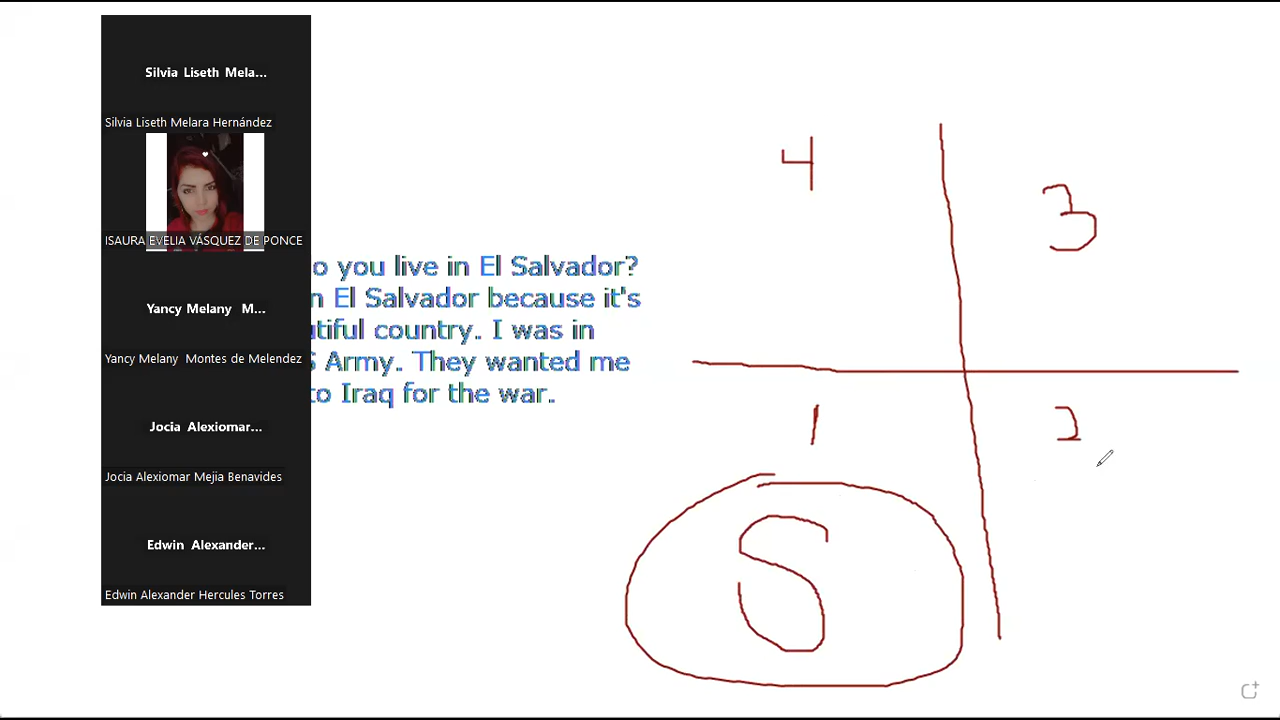 Silvia Liseth Mela...
Silvia Liseth Melara Hernández
ISAURA EVELIA VÁSQUEZ DE PONCE
Yancy Melany M...
Yancy Melany Montes de Melendez
Jocia Alexiomar...
Jocia Alexiomar Mejia Benavides
Edwin Alexander...
Edwin Alexander Hercules Torres
you live in El Salvador?
El Salvador because it's
country. I was in
Army. They wanted me
to Iraq for the war.
4
3
1
2
S